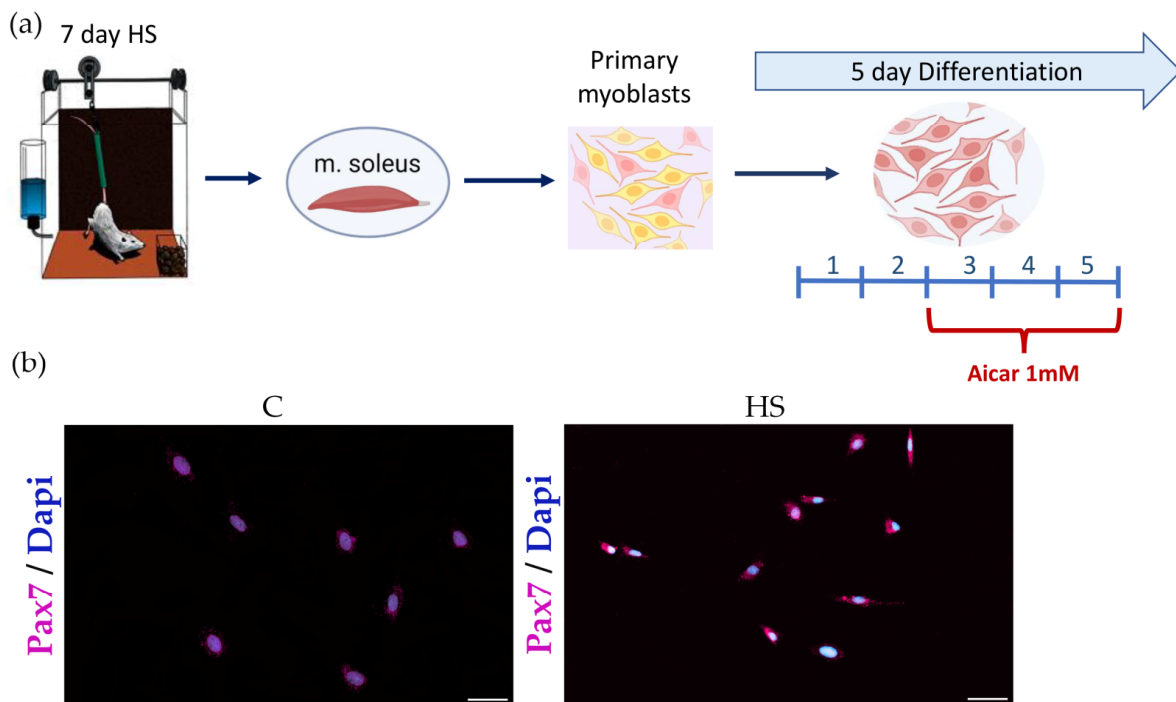 (a)
7 day HS
m. soleus
Primary
myoblasts
5 day Differentiation
1 2 3 4 5
Aicar 1mM
(b)
C
HS
Pax7 / Dapi
Pax7 / Dapi